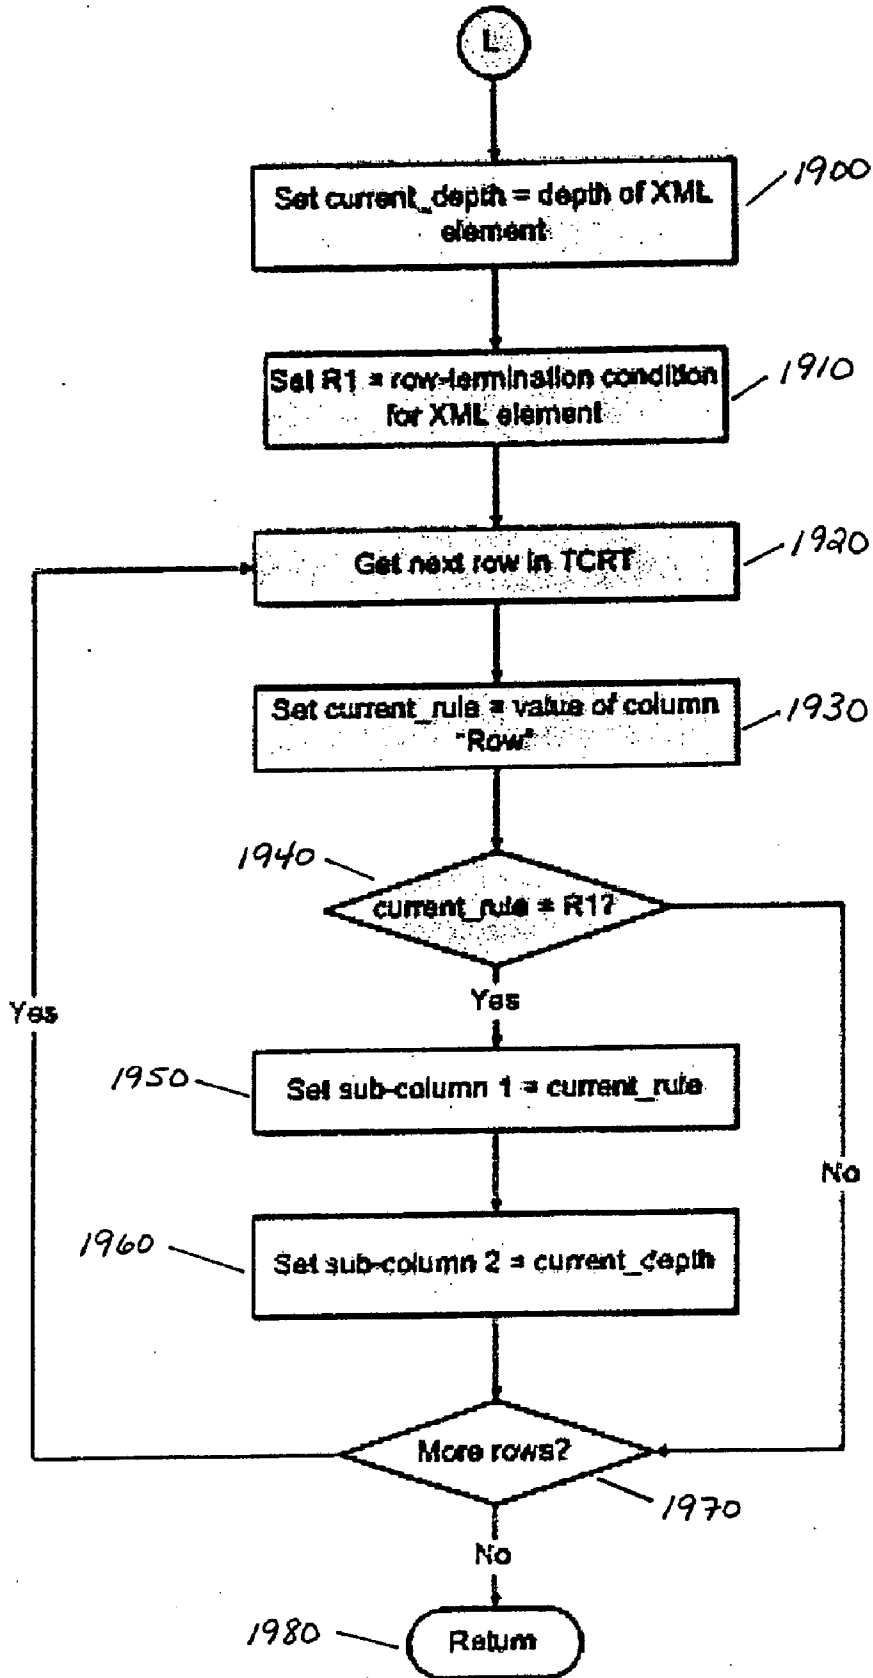 L
Set current_depth = depth of XML
element
1900
Set R1 = row-termination condition
for XML element
1910
Get next row in TCRT
1920
Set current_rule = value of column
"Row"
1930
1940
current_rule = R1?
Yes
Yes
1950
Set sub-column 1 = current_rule
No
1960
Set sub-column 2 = current_depth
More rows?
1970
No
1980
Return